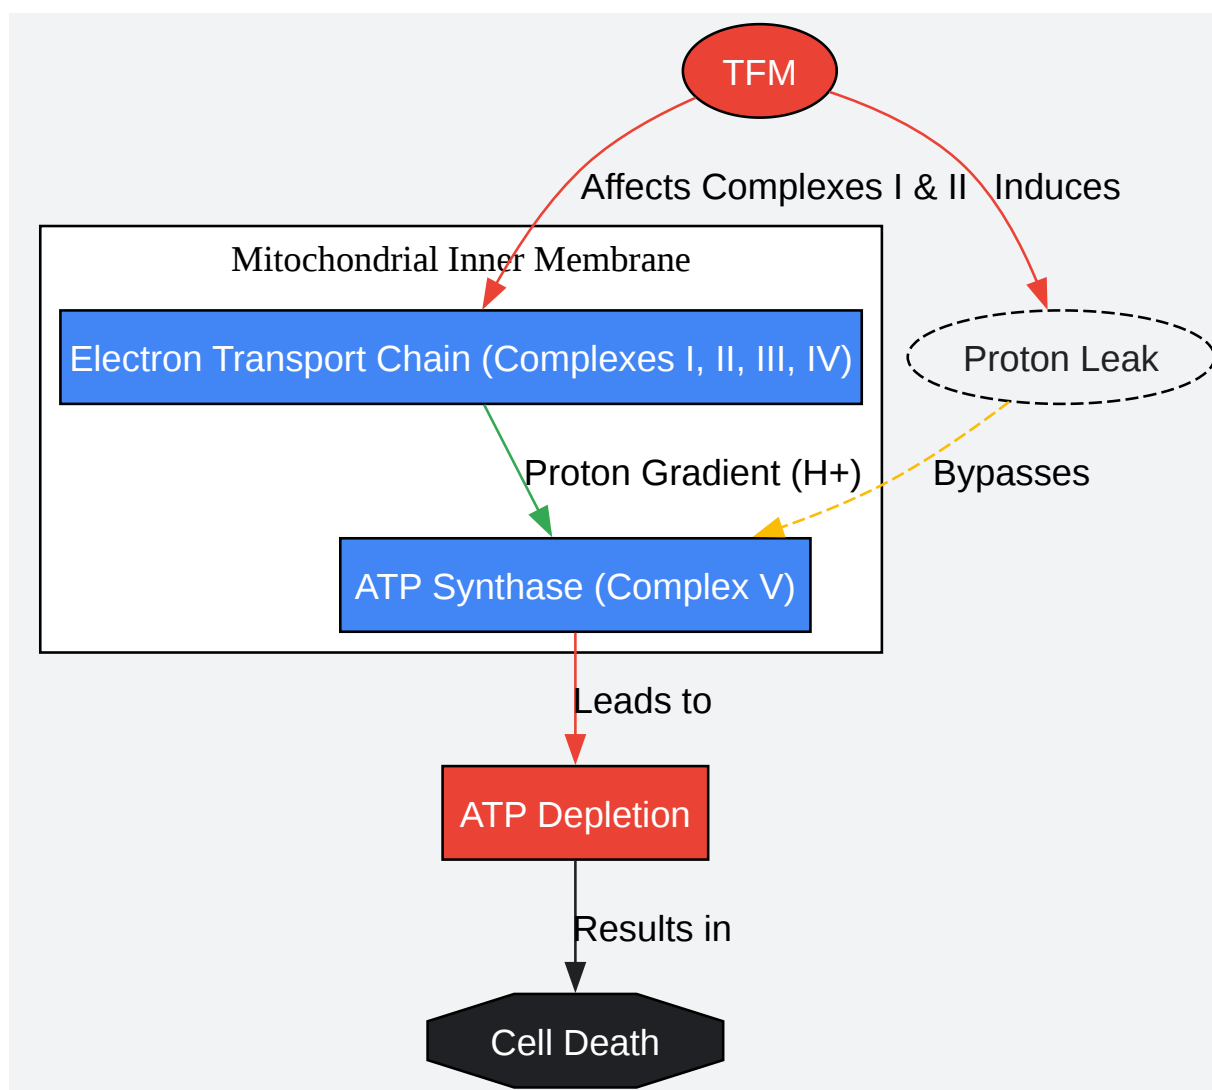 TFM
Affects Complexes I & II
Induces
Mitochondrial Inner Membrane
Electron Transport Chain (Complexes I, II, III, IV)
Proton Leak
Proton Gradient (H+)
Bypasses
ATP Synthase (Complex V)
Leads to
ATP Depletion
Results in
Cell Death